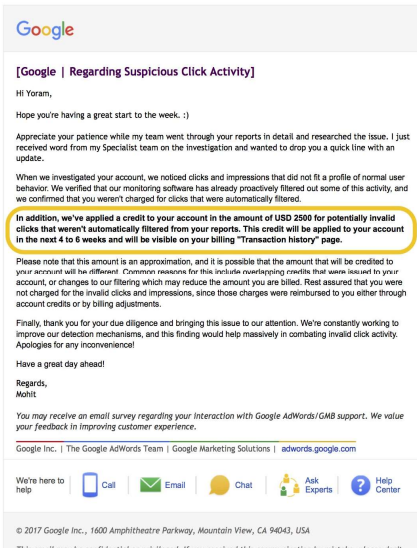 Google
[Google | Regarding Suspicious Click Activity]
Hi Yoram,
Hope you're having a great start to the week. :)
Appreciate your patience while my team went through your reports in detail and researched the issue. I just
received word from my Specialist team on the investigation and wanted to drop you a quick line with an
update.
When we investigated your account, we noticed clicks and impressions that did not fit a profile of normal user
behavior. We verified that our monitoring software has already proactively filtered out some of this activity, and
we confirmed that you weren't charged for clicks that were automatically filtered.
In addition, we've applied a credit to your account in the amount of USD 2500 for potentially invalid
clicks that weren't automatically filtered from your reports. This credit will be applied to your account
in the next 4 to 6 weeks and will be visible on your billing "Transaction history" page.
Please note that this amount is an approximation, and it is possible that the amount that will be credited to
your account will be different. Common reasons for this include overlapping credits that were issued to your
account, or changes to our filtering which may reduce the amount you are billed. Rest assured that you were
not charged for the invalid clicks and impressions, since those charges were reimbursed to you either through
account credits or by billing adjustments.
Finally, thank you for your due diligence and bringing this issue to our attention. We're constantly working to
improve our detection mechanisms, and this finding would help massively in combating invalid click activity.
Apologies for any inconvenience!
Have a great day ahead!
Regards,
Mohit
You may receive an email survey regarding your interaction with Google AdWords/GMB support. We value
your feedback in improving customer experience.
Google Inc. | The Google AdWords Team | Google Marketing Solutions | adwords.google.com
We're here to help
Call
Email
Chat
Ask Experts
Help Center
© 2017 Google Inc., 1600 Amphitheatre Parkway, Mountain View, CA 94043, USA